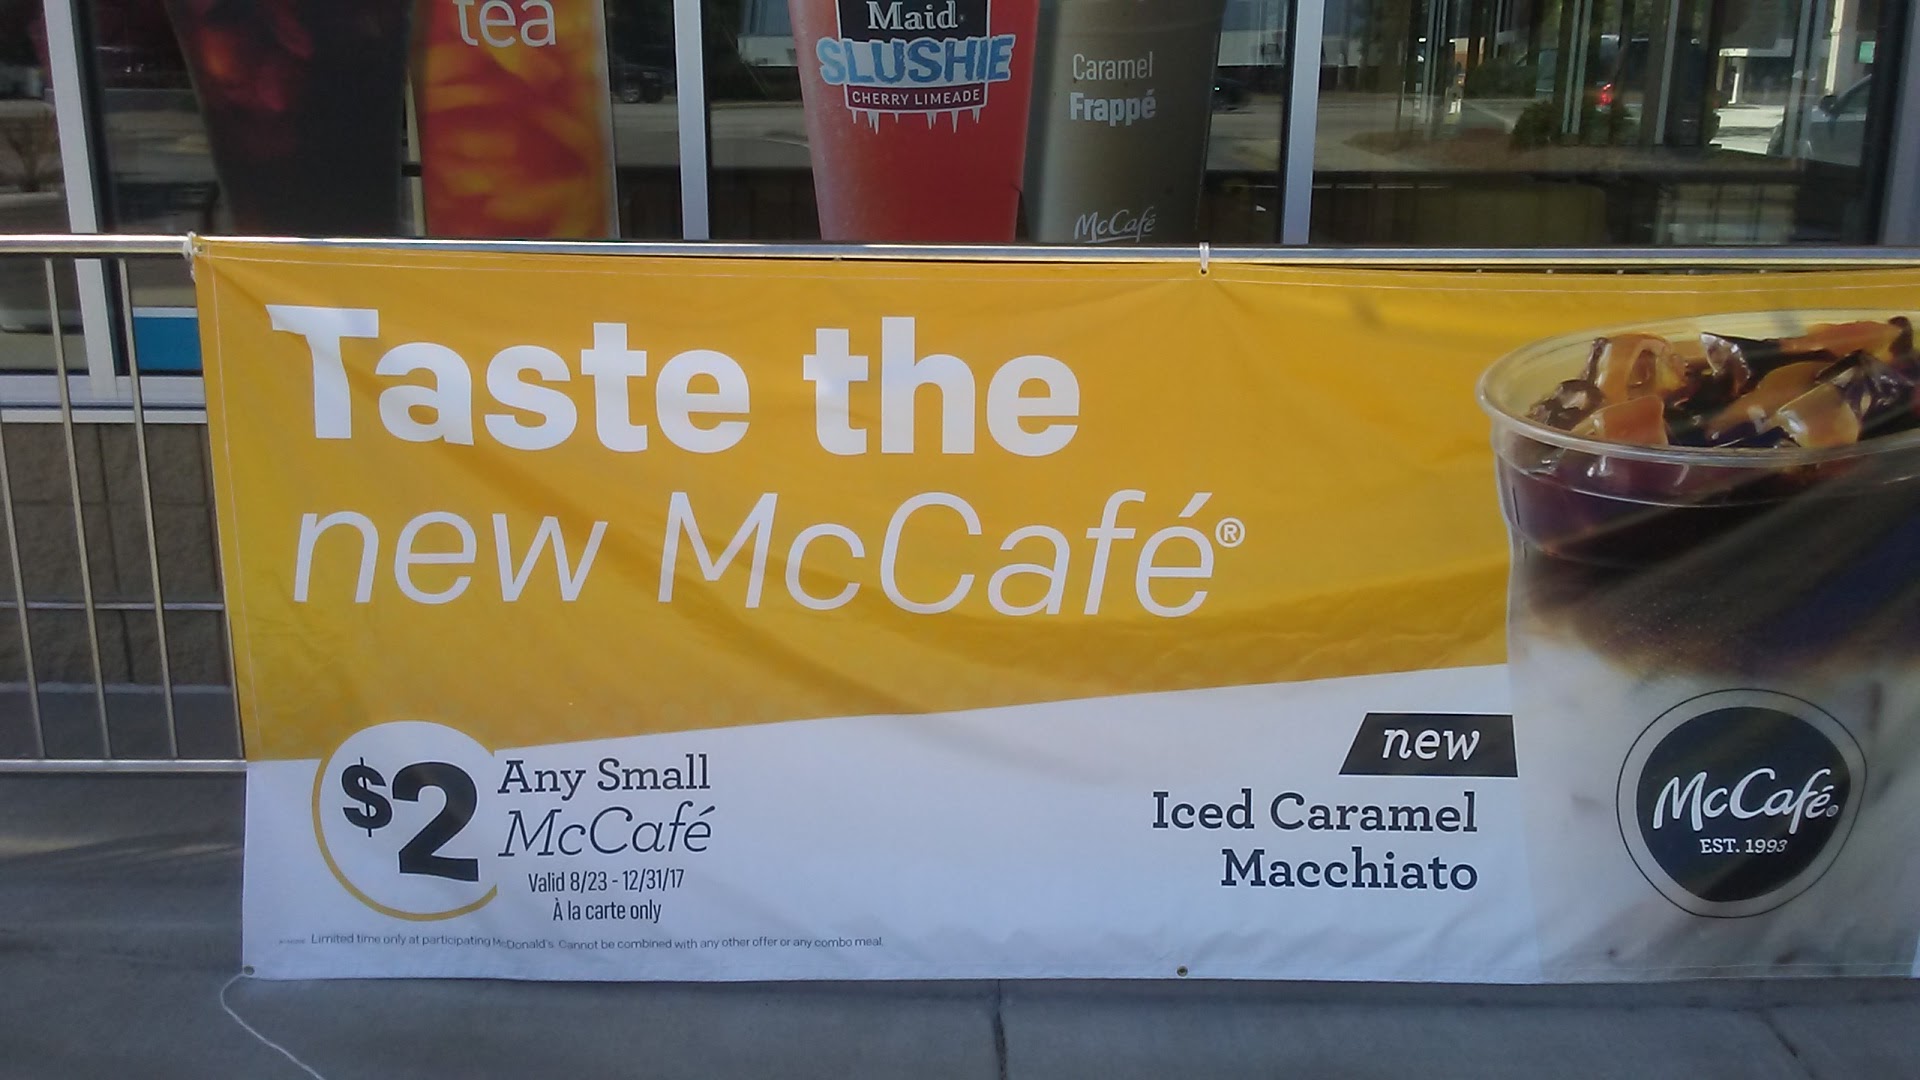 tea
Maid
SLUSHIE
CHERRY LIMEADE
Caramel
Frappé
McCafé
Taste the
new McCafé®
$2 Any Small
McCafé
Valid 8/23 - 12/31/17
À la carte only
Limited time only at participating McDonald's. Cannot be combined with any other offer or any combo meal.
new
Iced Caramel
Macchiato
McCafé®
EST. 1993